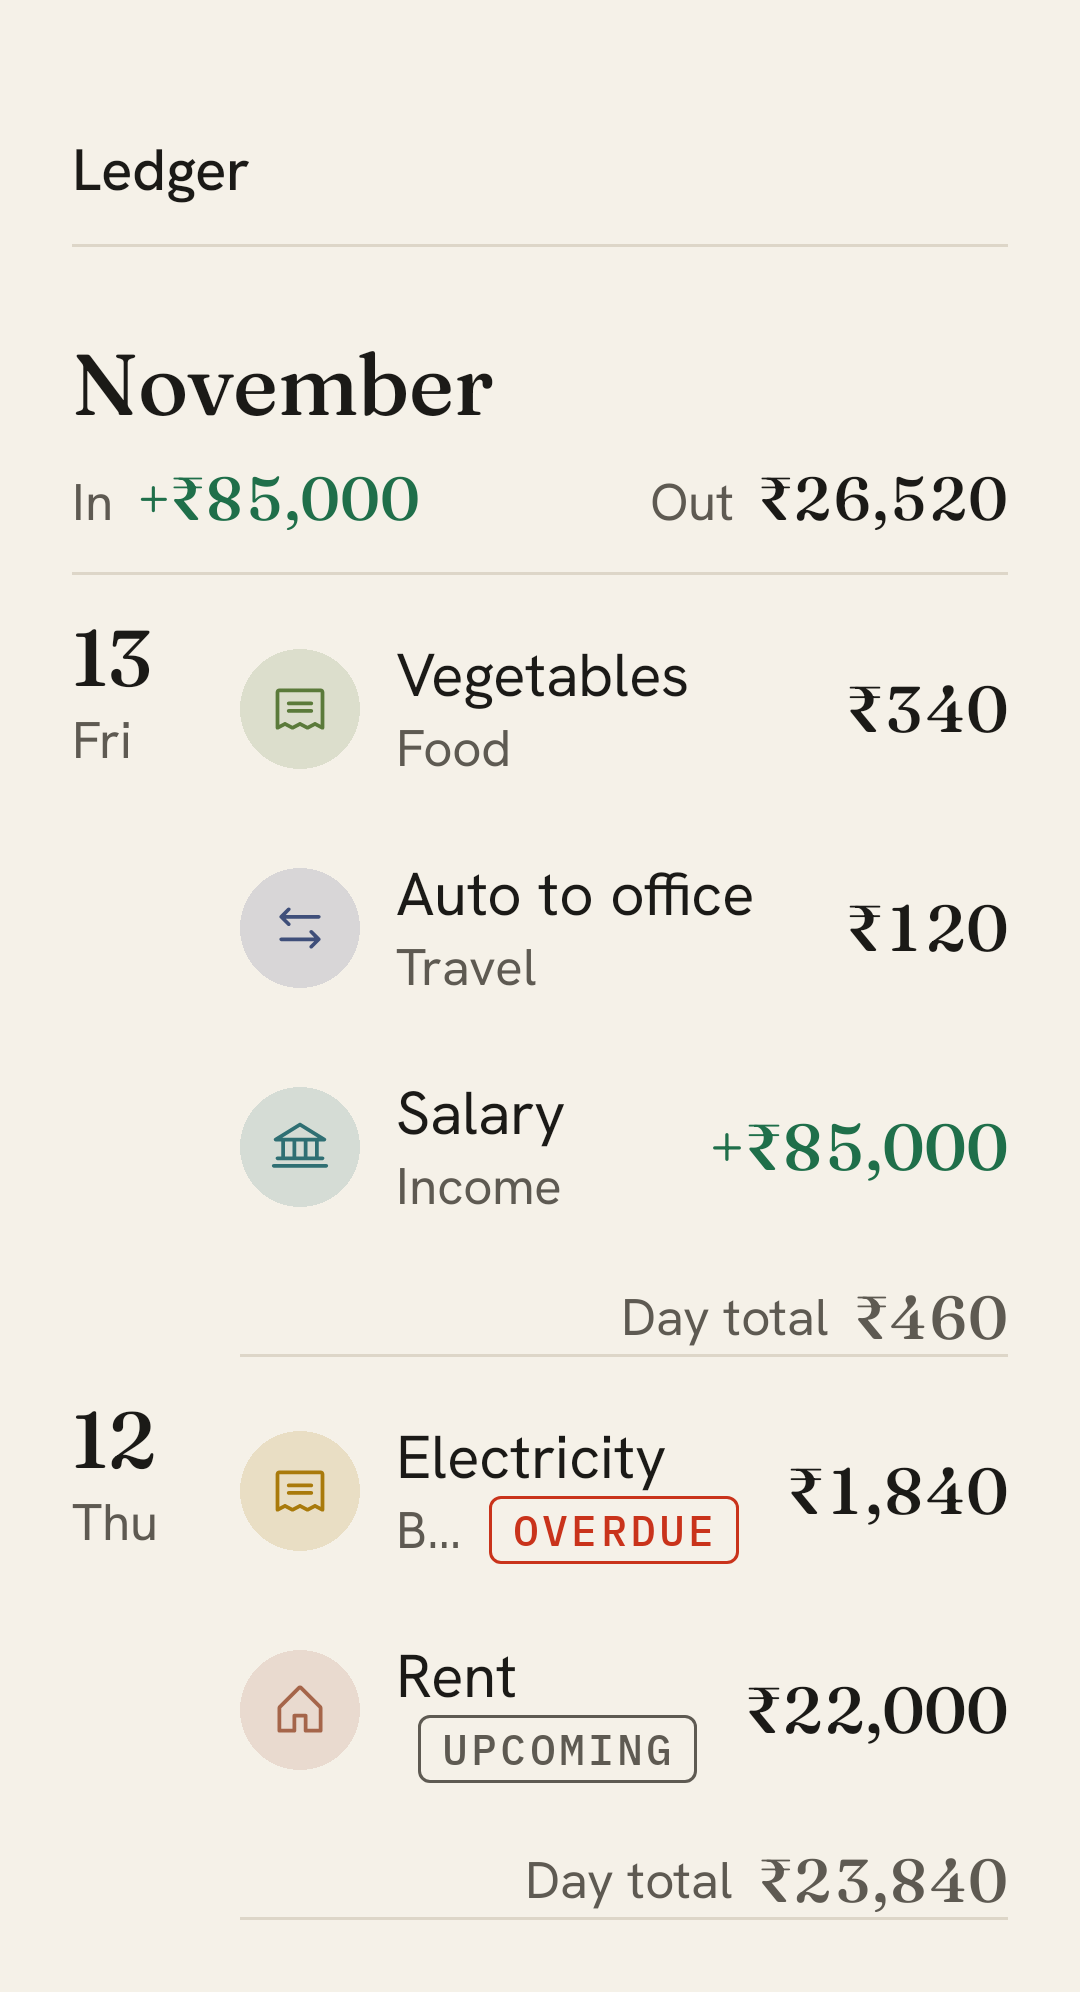 Ledger
November
In +₹85,000 Out ₹26,520
13
Fri
Vegetables
Food
₹340
Auto to office
Travel
₹120
Salary
Income
+₹85,000
Day total ₹460
12
Thu
Electricity
B... OVERDUE
₹1,840
Rent
UPCOMING
₹22,000
Day total ₹23,840